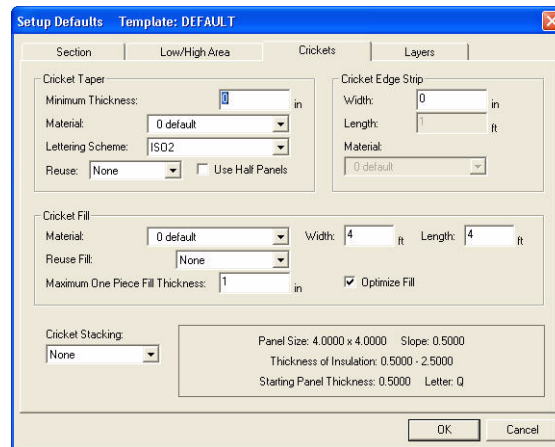 Setup Defaults Template: DEFAULT
Section Low/High Area Crickets Layers
Cricket Taper
Minimum Thickness: 0 in
Material: 0 default
Lettering Scheme: ISO2
Reuse: None Use Half Panels
Cricket Edge Strip
Width: 0 in
Length: 1 ft
Material:
0 default
Cricket Fill
Material: 0 default Width: 4 ft Length: 4 ft
Reuse Fill: None
Maximum One Piece Fill Thickness: 1 in Optimize Fill
Cricket Stacking:
None
Panel Size: 4.0000 x 4.0000 Slope: 0.5000
Thickness of Insulation: 0.5000 - 2.5000
Starting Panel Thickness: 0.5000 Letter: Q
OK Cancel